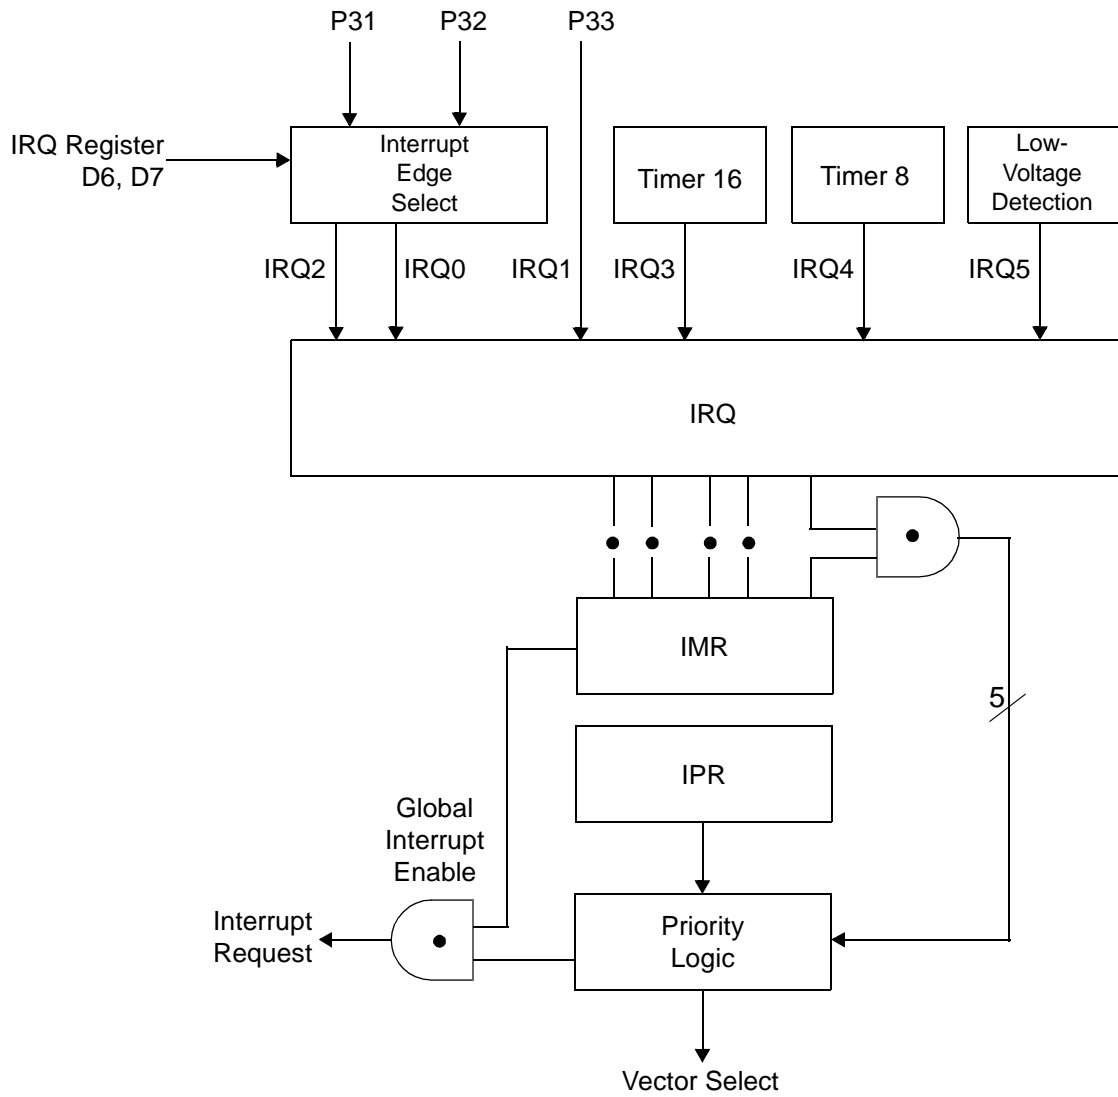 P31
P32
P33
IRQ Register
D6, D7
Interrupt
Edge
Select
Timer 16
Timer 8
Low-
Voltage
Detection
IRQ2
IRQ0
IRQ1
IRQ3
IRQ4
IRQ5
IRQ
IMR
5
IPR
Global
Interrupt
Enable
Interrupt
Request
Priority
Logic
Vector Select